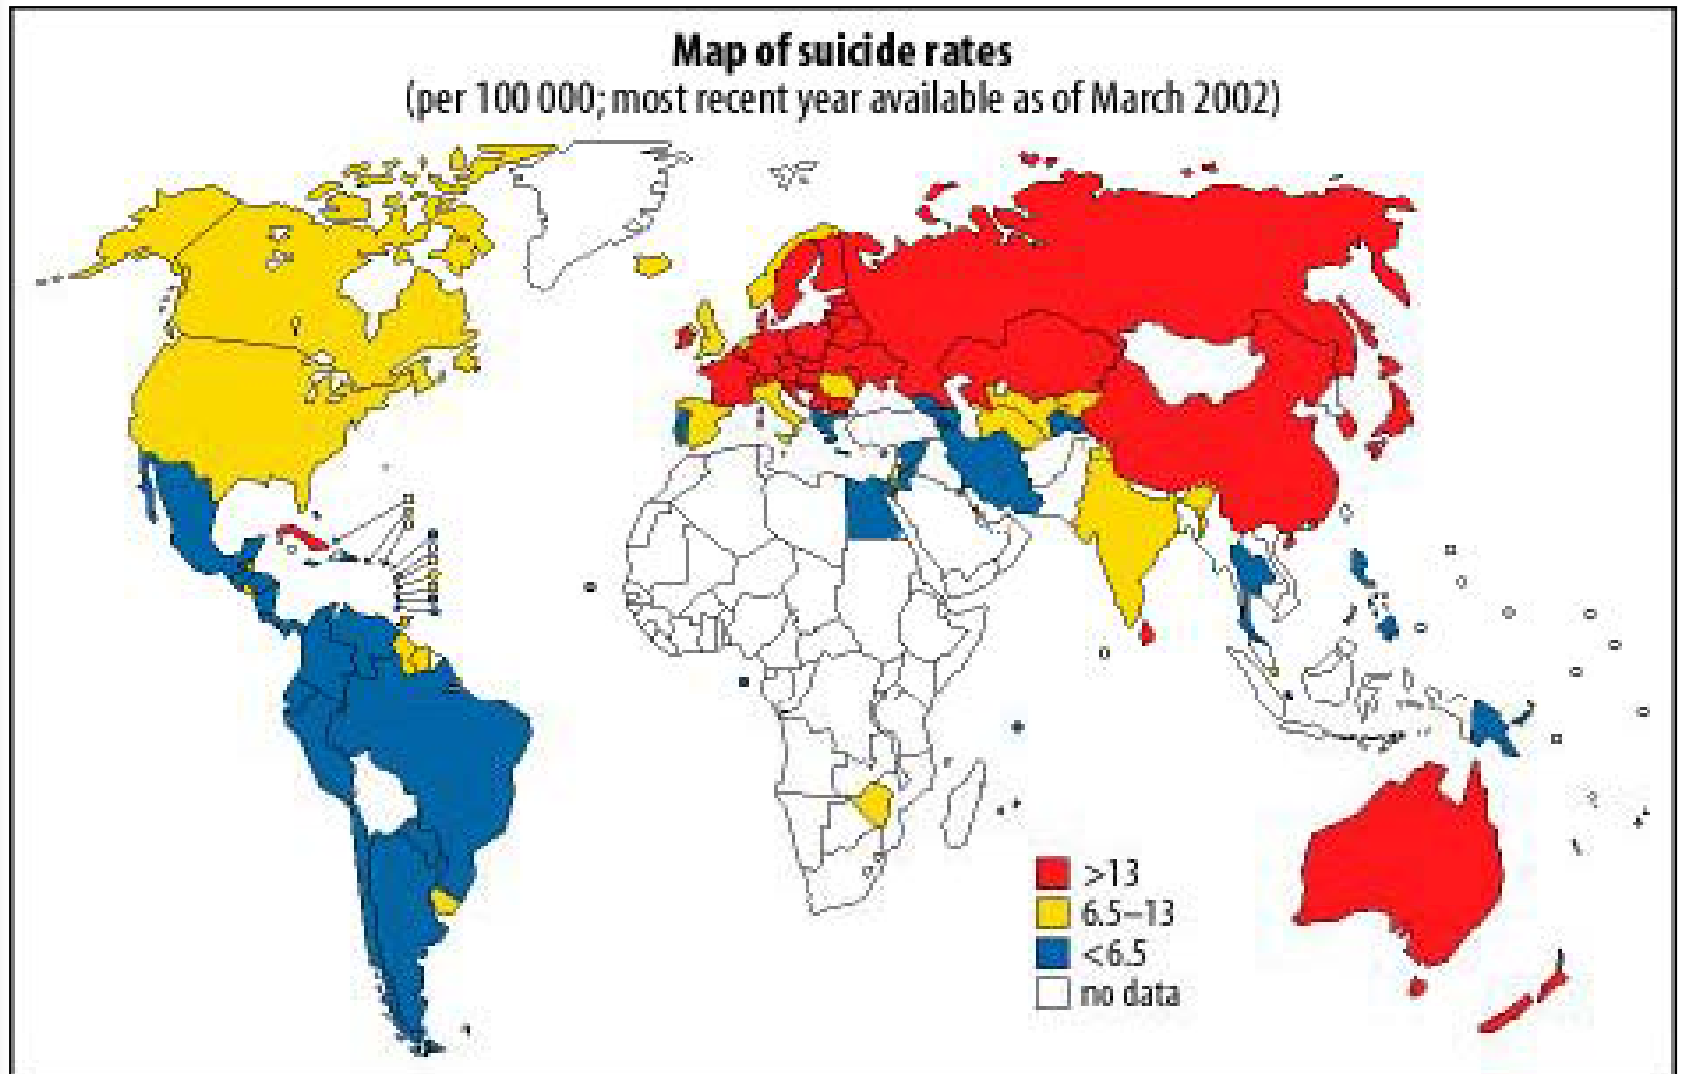 Map of suicide rates
(per 100 000; most recent year available as of March 2002)
>13
6.5–13
<6.5
no data